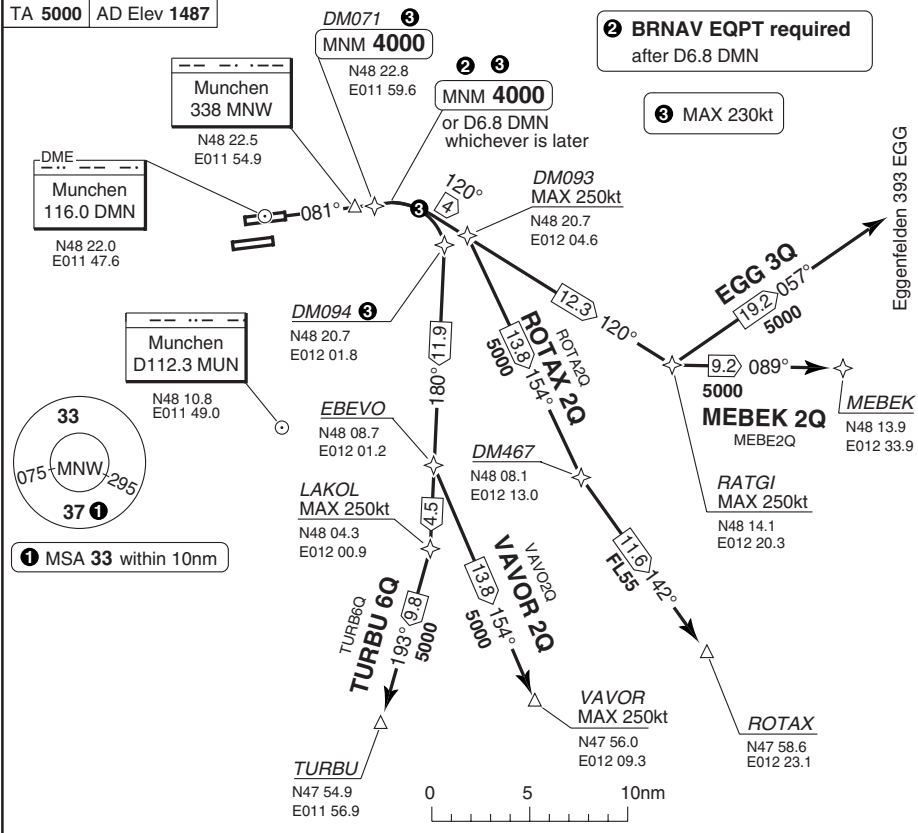 TA 5000 AD Elev 1487
DM071 ❸
MNM 4000
N48 22.8
E011 59.6
❷ ❸
MNM 4000
or D6.8 DMN
whichever is later
❷ BRNAV EQPT required
after D6.8 DMN
❸ MAX 230kt
Munchen
338 MNW
N48 22.5
E011 54.9
DME
Munchen
116.0 DMN
N48 22.0
E011 47.6
081°
❸
120°
4
DM093
MAX 250kt
N48 20.7
E012 04.6
Eggenfelden 393 EGG
DM094 ❸
N48 20.7
E012 01.8
12.3
120°
EGG 3Q
19.2
057°
5000
9.2
089°
5000
MEBEK 2Q
MEBE2Q
MEBEK
N48 13.9
E012 33.9
RATGI
MAX 250kt
N48 14.1
E012 20.3
Munchen
D112.3 MUN
N48 10.8
E011 49.0
11.9
180°
ROTA2Q
ROTAX 2Q
13.8
154°
5000
EBEVO
N48 08.7
E012 01.2
DM467
N48 08.1
E012 13.0
33
075
MNW
295
37 ❶
❶ MSA 33 within 10nm
LAKOL
MAX 250kt
N48 04.3
E012 00.9
4.5
VAVO2Q
VAVOR 2Q
13.8
154°
5000
11.6
142°
FL55
TURB6Q
TURBU 6Q
9.8
193°
5000
VAVOR
MAX 250kt
N47 56.0
E012 09.3
ROTAX
N47 58.6
E012 23.1
TURBU
N47 54.9
E011 56.9
0 5 10nm